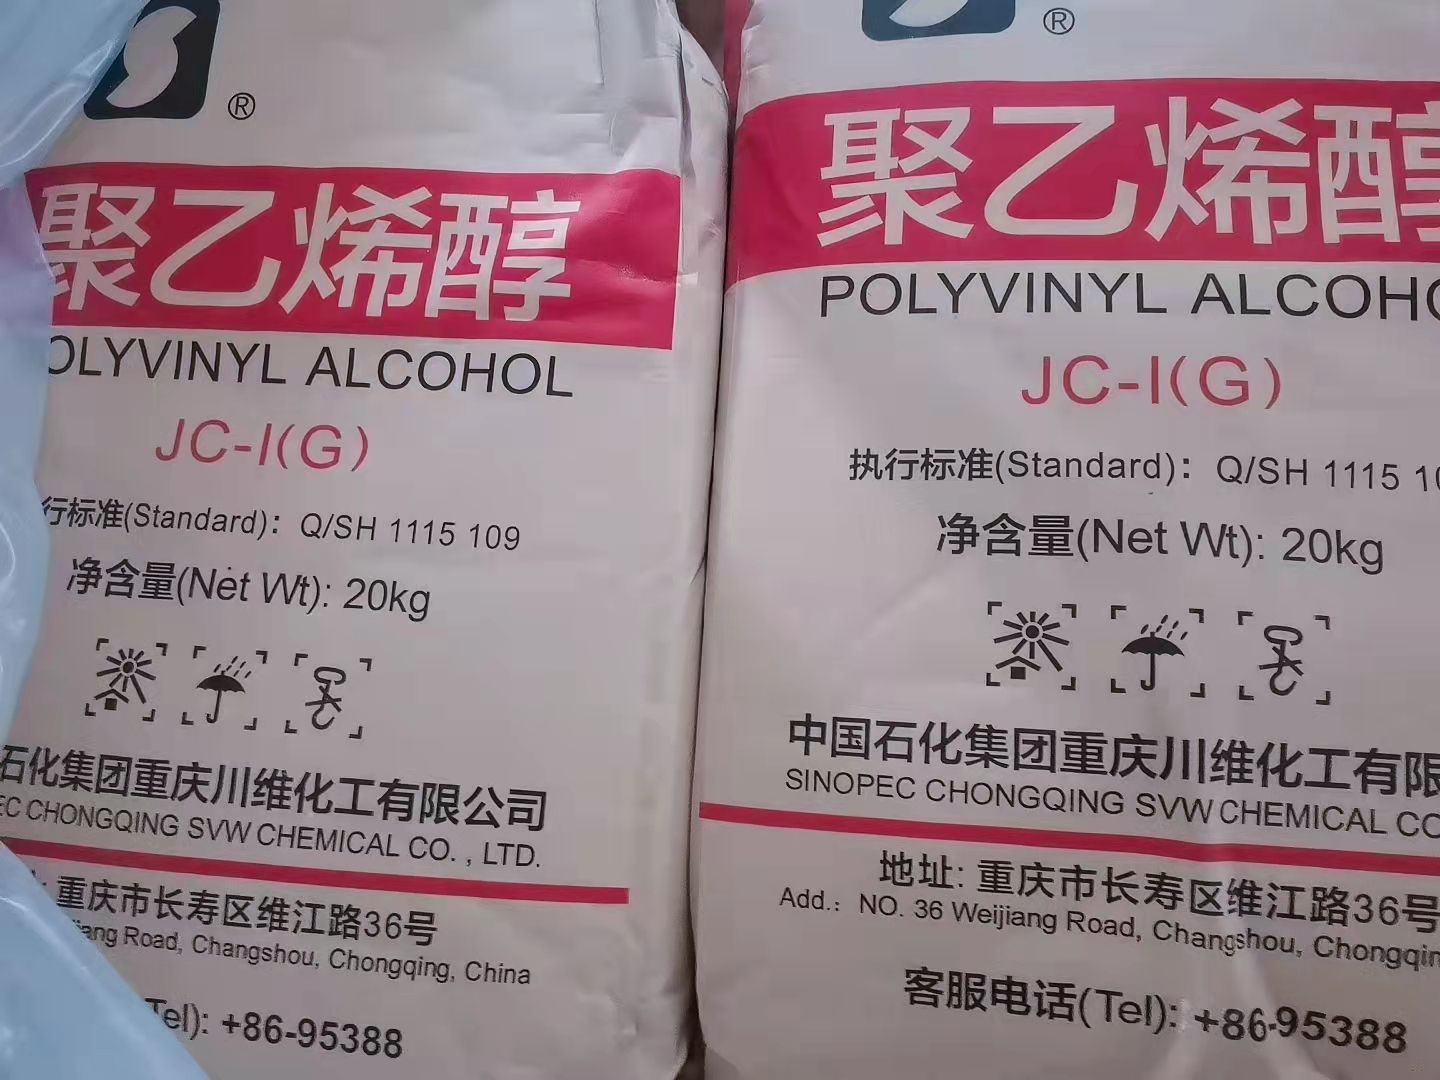 ®
聚乙烯醇
OLYVINYL ALCOHOL
JC-I(G)
行标准(Standard): Q/SH 1115 109
净含量(Net Wt): 20kg
石化集团重庆川维化工有限公司
EC CHONGQING SVW CHEMICAL CO., LTD.
重庆市长寿区维江路36号
jiang Road, Changshou, Chongqing, China
Tel): +86-95388
®
聚乙烯醇
POLYVINYL ALCOHO
JC-I(G)
执行标准(Standard): Q/SH 1115 10
净含量(Net Wt): 20kg
中国石化集团重庆川维化工有限
SINOPEC CHONGQING SVW CHEMICAL CO
地址: 重庆市长寿区维江路36号
Add.: NO. 36 Weijiang Road, Changshou, Chongqin
客服电话(Tel): +86-95388